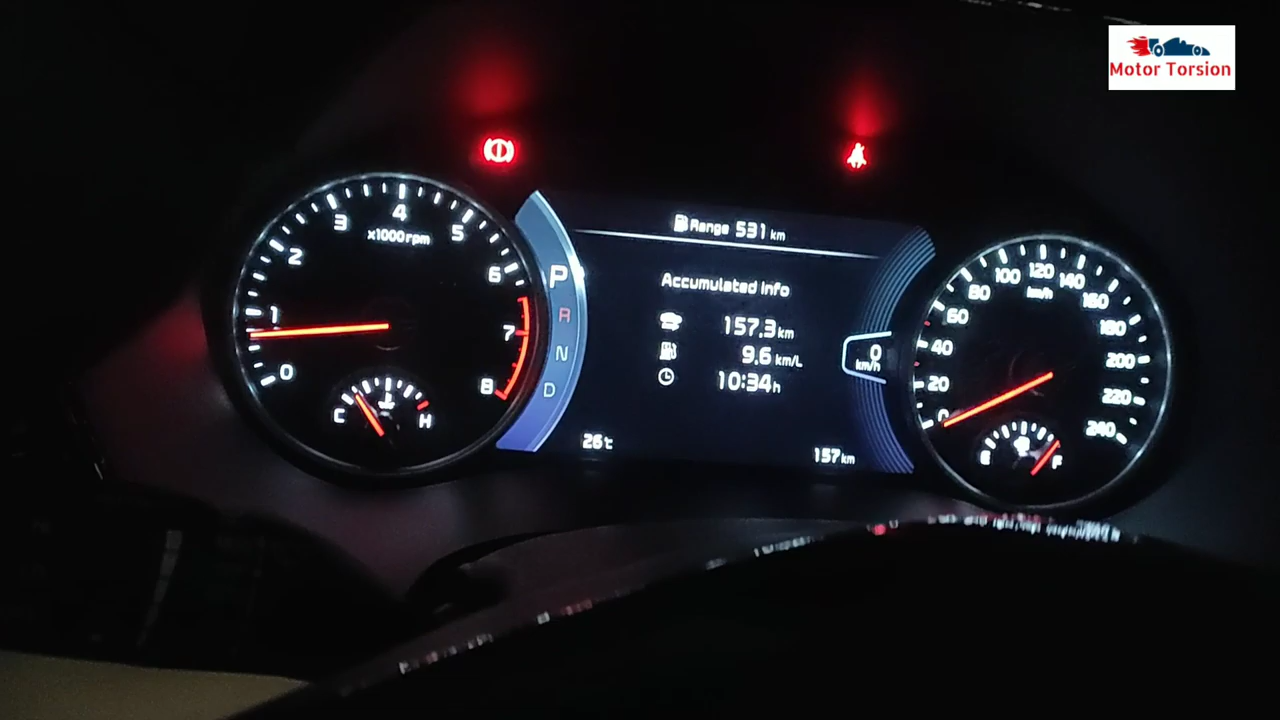 Motor Torsion
0
1
2
3
4
5
6
7
8
x1000rpm
C
H
P
R
N
D
Range 531 km
Accumulated Info
157.3 km
9.6 km/L
10:34 h
26℃
157 km
0
km/h
0
20
40
60
80
100
120
140
160
180
200
220
240
km/h
E
F